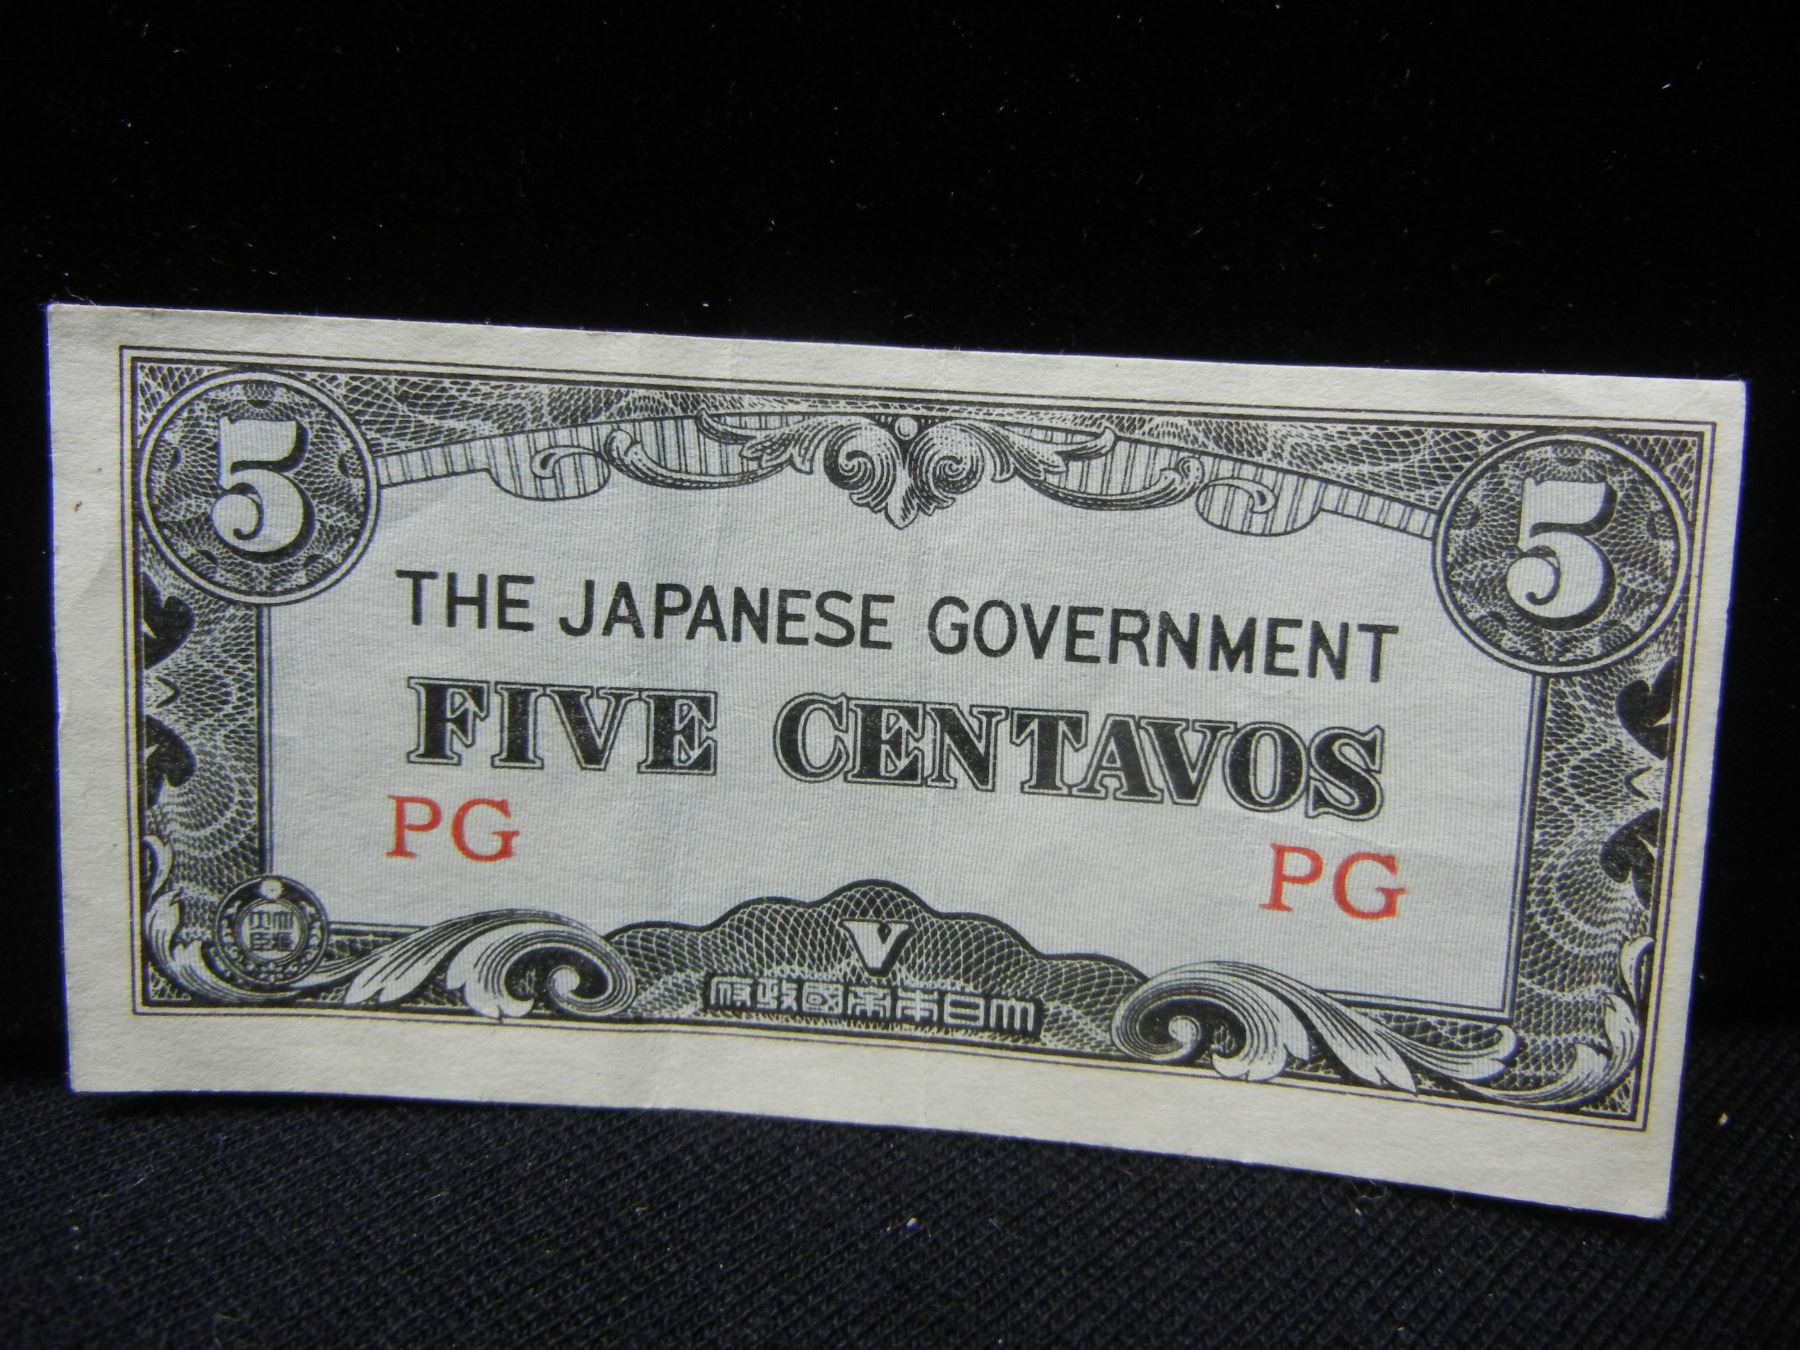 5 5
THE JAPANESE GOVERNMENT
FIVE CENTAVOS
PG PG
V
府政國帝本日大